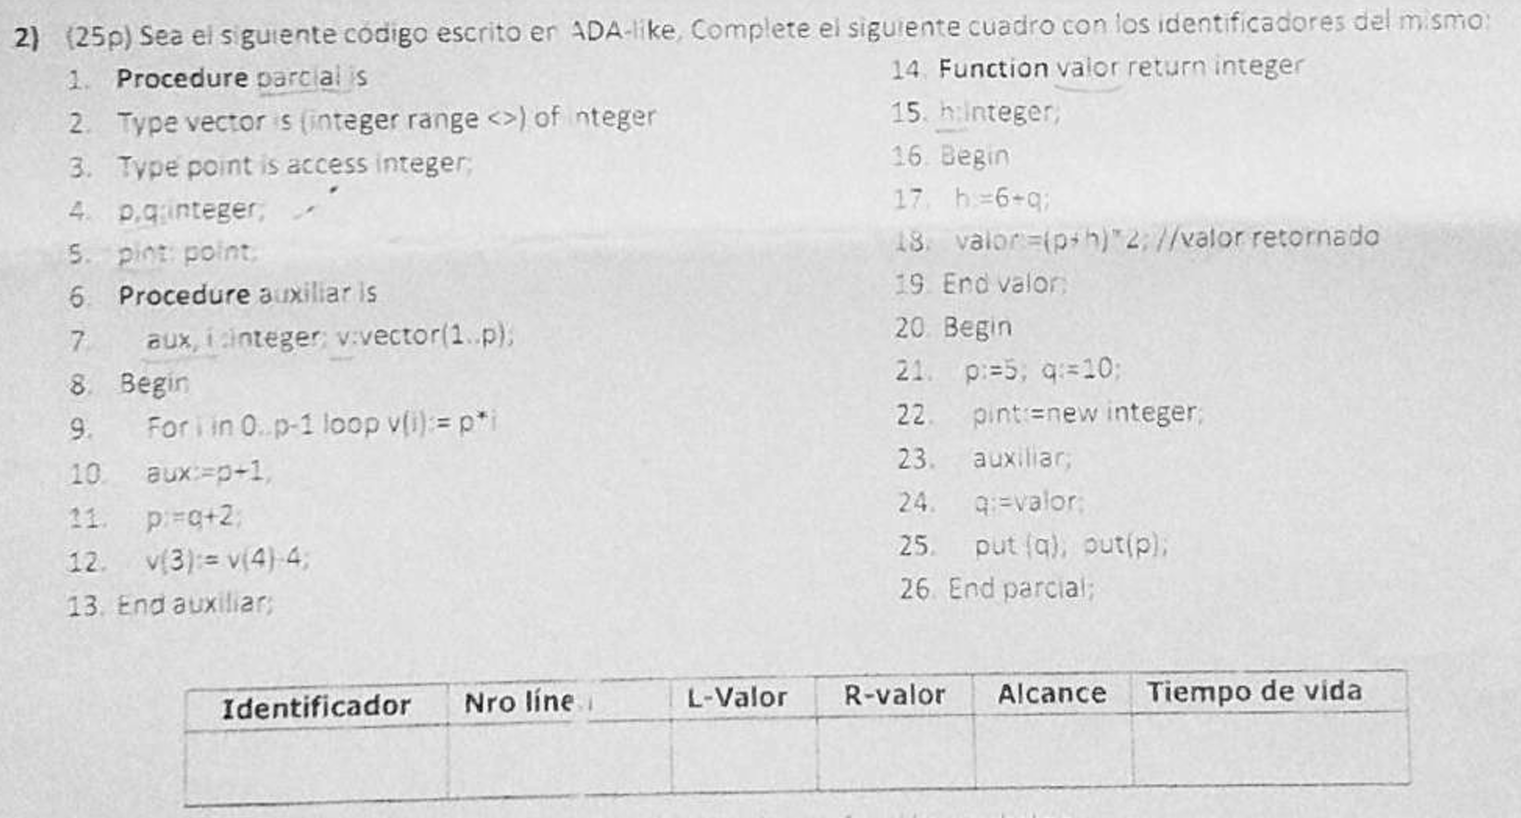 2) (25p) Sea el siguiente código escrito en ADA-like, Complete el siguiente cuadro con los identificadores del mismo:
1. Procedure parcial is
2. Type vector is (integer range <>) of integer
3. Type point is access integer;
4. p,q:integer;
5. pint: point;
6. Procedure auxiliar is
7. aux, i :integer; v:vector(1..p);
8. Begin
9. For i in 0..p-1 loop v(i):= p*i
10. aux:=p+1;
11. p:=q+2;
12. v(3):= v(4)-4;
13. End auxiliar;
14. Function valor return integer
15. h:integer;
16. Begin
17. h:=6+q;
18. valor:=(p+h)*2; //valor retornado
19. End valor;
20. Begin
21. p:=5; q:=10;
22. pint:=new integer;
23. auxiliar;
24. q:=valor;
25. put (q); put(p);
26. End parcial;
Identificador Nro línea L-Valor R-valor Alcance Tiempo de vida